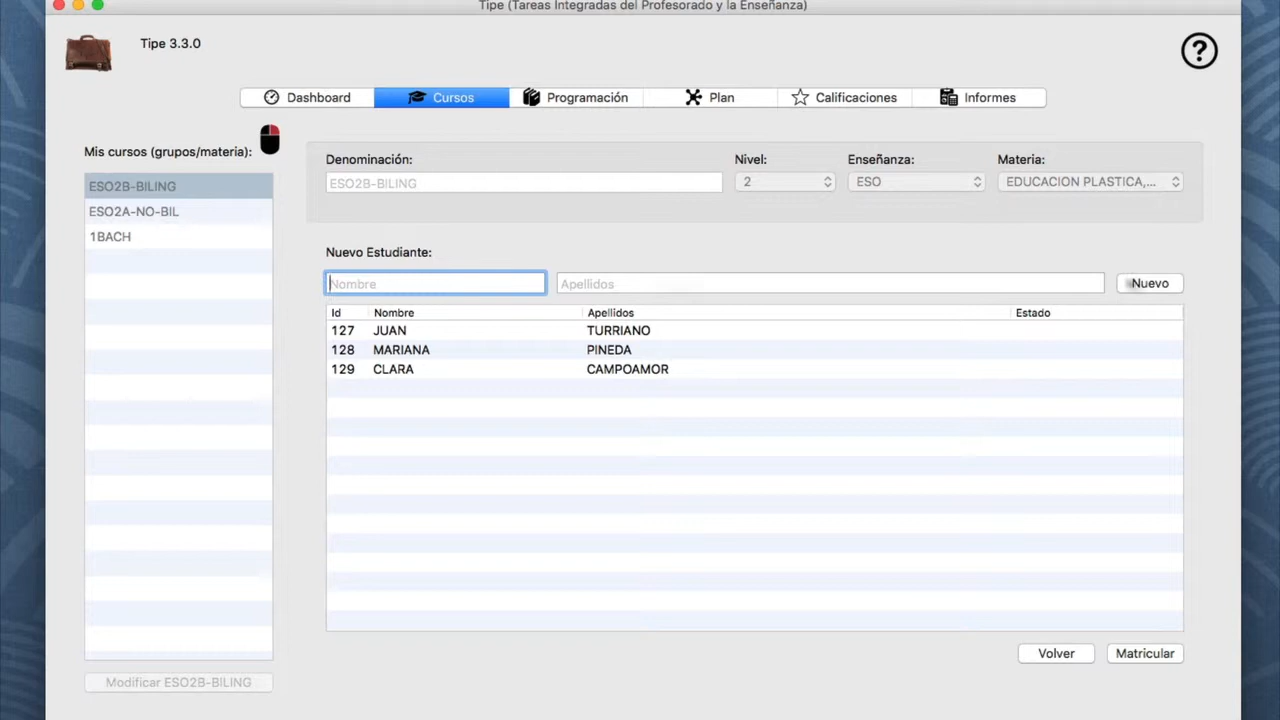 Tipe (Tareas Integradas del Profesorado y la Enseñanza)
Tipe 3.3.0
?
Dashboard Cursos Programación Plan Calificaciones Informes
Mis cursos (grupos/materia):
ESO2B-BILING
ESO2A-NO-BIL
1BACH
Modificar ESO2B-BILING
Denominación: Nivel: Enseñanza: Materia:
ESO2B-BILING 2 ESO EDUCACION PLASTICA,...
Nuevo Estudiante:
Nombre Apellidos Nuevo
Id Nombre Apellidos Estado
127 JUAN TURRIANO
128 MARIANA PINEDA
129 CLARA CAMPOAMOR
Volver Matricular